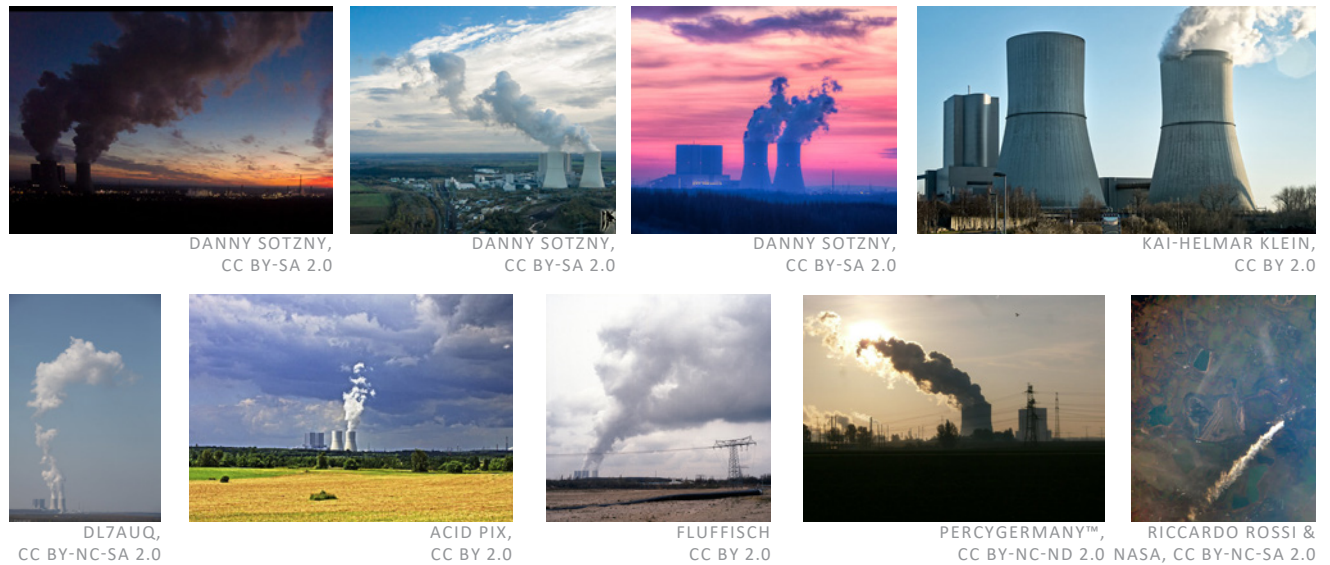 DANNY SOTZNY,
CC BY-SA 2.0
DANNY SOTZNY,
CC BY-SA 2.0
DANNY SOTZNY,
CC BY-SA 2.0
KAI-HELMAR KLEIN,
CC BY 2.0
DL7AUQ,
CC BY-NC-SA 2.0
ACID PIX,
CC BY 2.0
FLUFFISCH
CC BY 2.0
PERCYGERMANY™,
CC BY-NC-ND 2.0
RICCARDO ROSSI &
NASA, CC BY-NC-SA 2.0